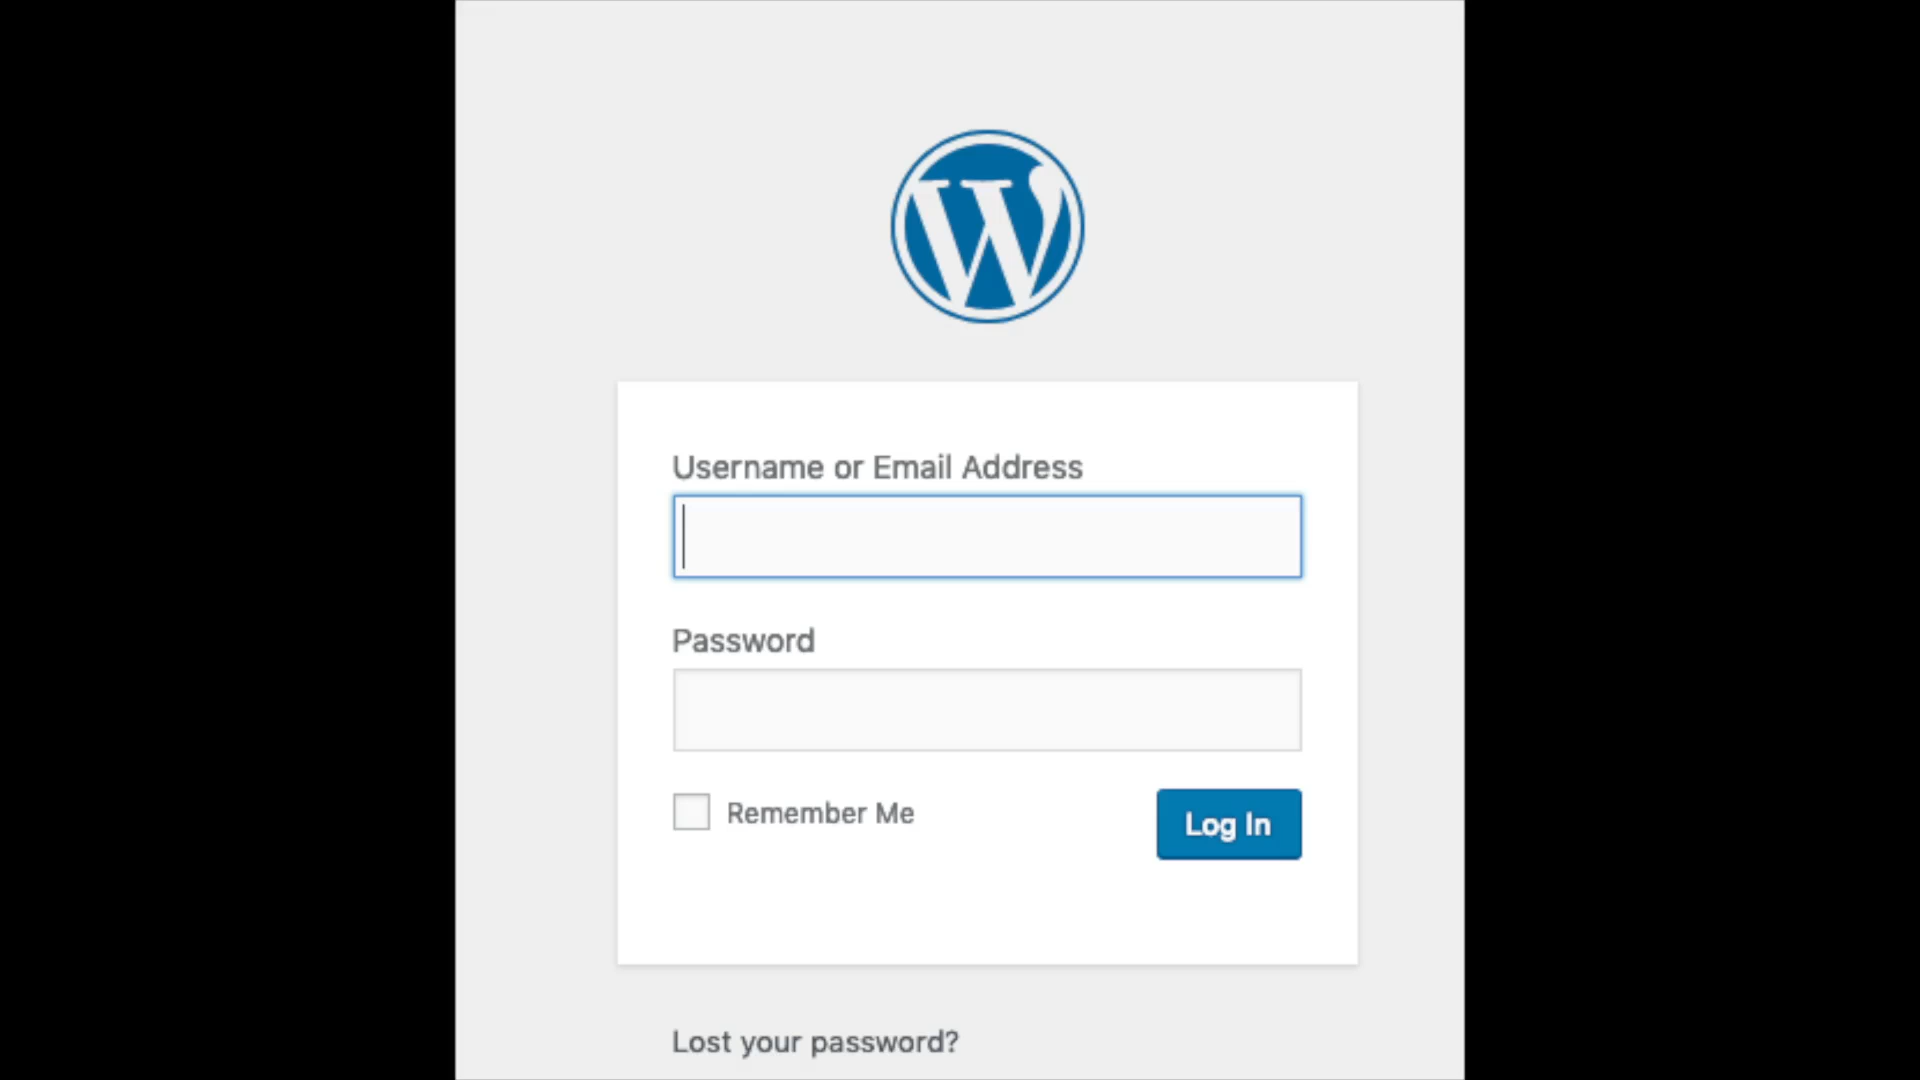 W
Username or Email Address
Password
Remember Me
Log In
Lost your password?